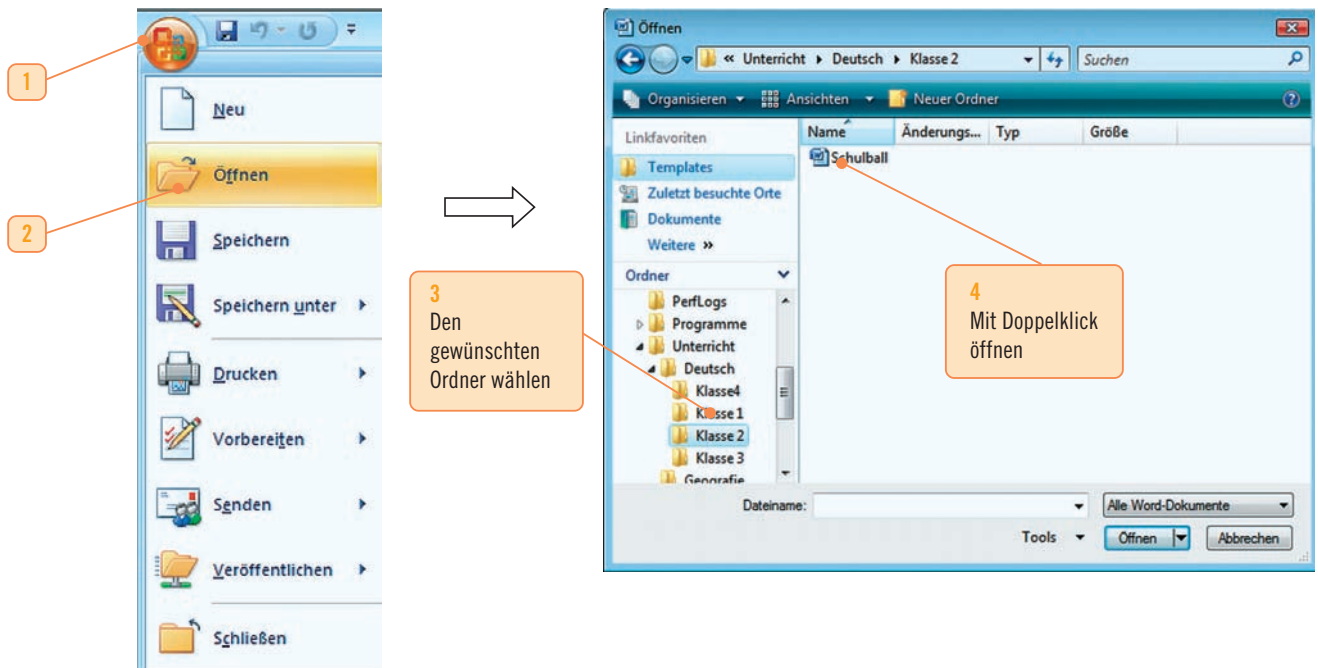 1
Neu
Öffnen
2
Speichern
Speichern unter
Drucken
Vorbereiten
Senden
Veröffentlichen
Schließen
3
Den
gewünschten
Ordner wählen
Öffnen
« Unterricht Deutsch Klasse 2
Suchen
Organisieren Ansichten Neuer Ordner ?
Linkfavoriten
Templates
Zuletzt besuchte Orte
Dokumente
Weitere »
Ordner
PerfLogs
Programme
Unterricht
Deutsch
Klasse4
Klasse 1
Klasse 2
Klasse 3
Geografie
Name Änderungs... Typ Größe
Schulball
4
Mit Doppelklick
öffnen
Dateiname: Alle Word-Dokumente
Tools Öffnen Abbrechen